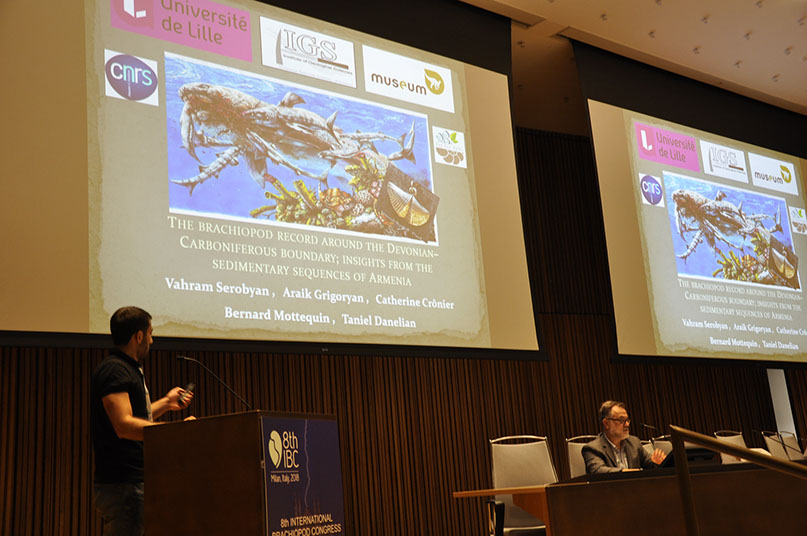 Université
de Lille
IGS
cnrs
museum
THE BRACHIOPOD RECORD AROUND THE DEVONIAN–
CARBONIFEROUS BOUNDARY; INSIGHTS FROM THE
SEDIMENTARY SEQUENCES OF ARMENIA
Vahram Serobyan , Araik Grigoryan , Catherine Crônier
Bernard Mottequin , Taniel Danelian
Université
de Lille
IGS
cnrs
museum
THE BRACHIOPOD RECORD AROUND THE DEVONIAN–
CARBONIFEROUS BOUNDARY; INSIGHTS FROM THE
SEDIMENTARY SEQUENCES OF ARMENIA
Vahram Serobyan , Araik Grigoryan , Catherine C
Bernard Mottequin , Taniel Danelian
8th
IBC
Milan, Italy, 2018
8th INTERNATIONAL
BRACHIOPOD CONGRESS